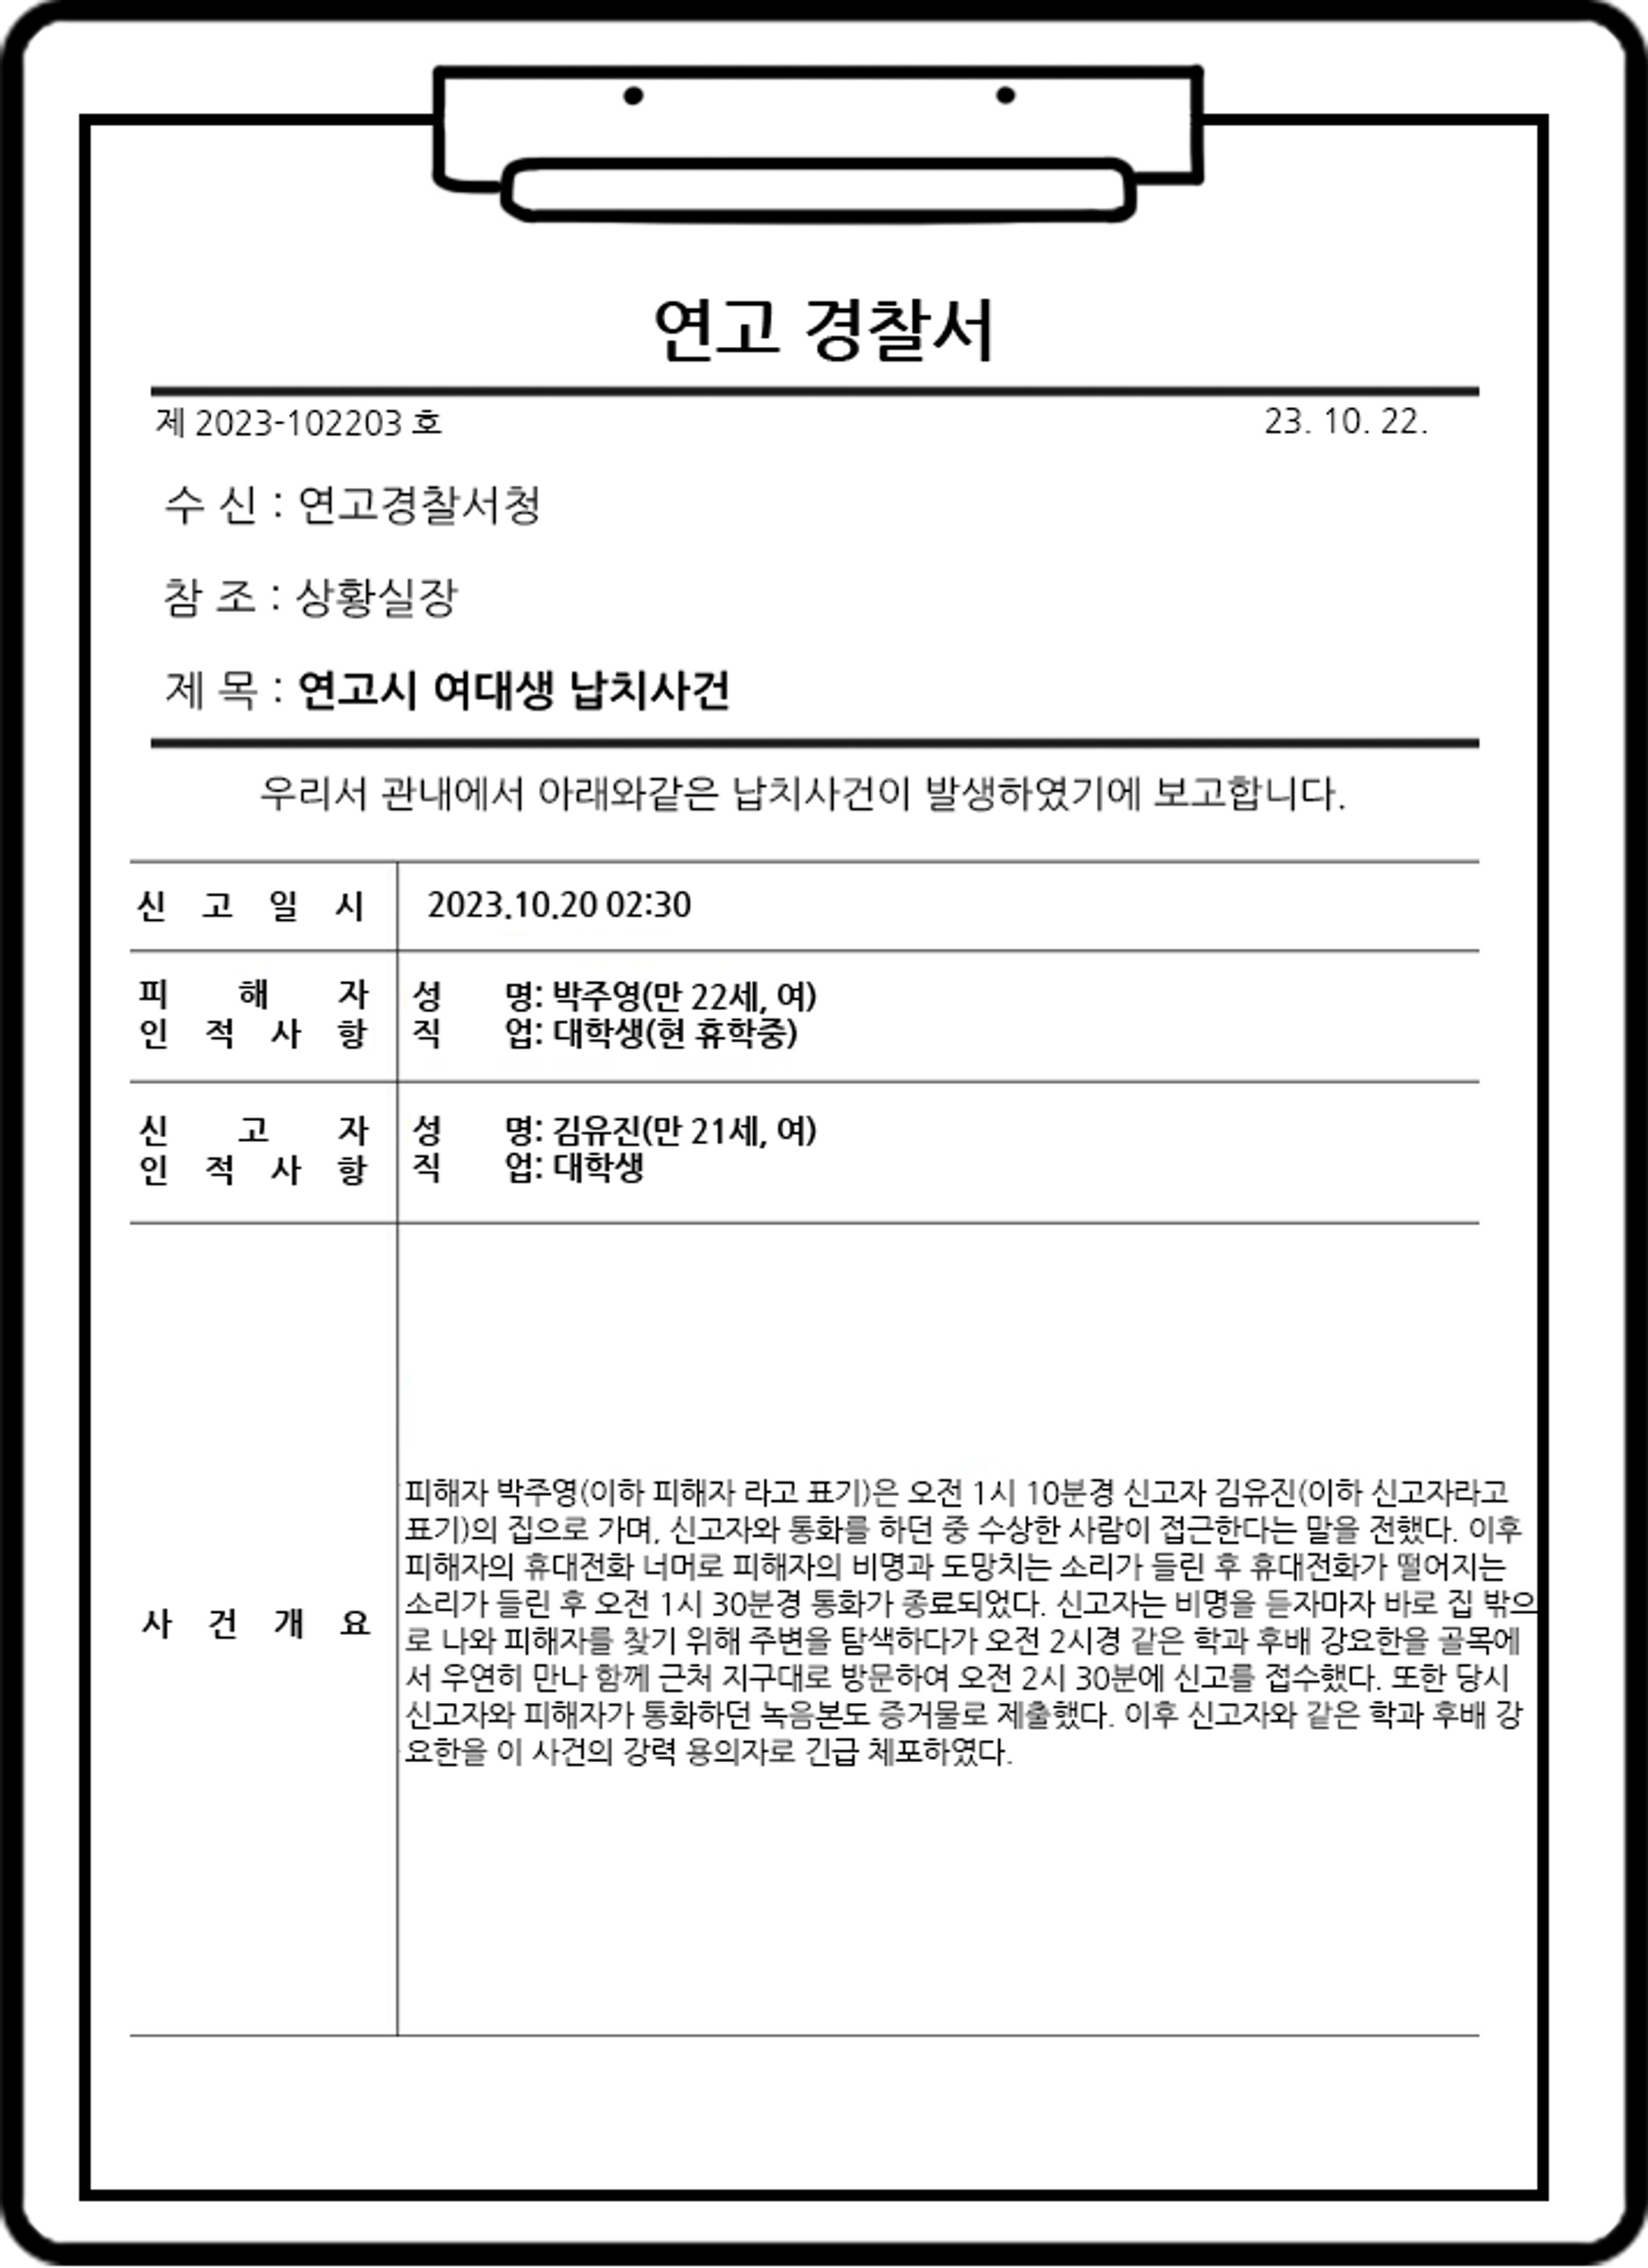 연고 경찰서
제 2023-102203 호
23. 10. 22.
수 신 : 연고경찰서청
참 조 : 상황실장
제 목 : 연고시 여대생 납치사건
우리서 관내에서 아래와같은 납치사건이 발생하였기에 보고합니다.
신 고 일 시
2023.10.20 02:30
피 해 자
인 적 사 항
성 명: 박주영(만 22세, 여)
직 업: 대학생(현 휴학중)
신 고 자
인 적 사 항
성 명: 김유진(만 21세, 여)
직 업: 대학생
사 건 개 요
피해자 박주영(이하 피해자 라고 표기)은 오전 1시 10분경 신고자 김유진(이하 신고자라고
표기)의 집으로 가며, 신고자와 통화를 하던 중 수상한 사람이 접근한다는 말을 전했다. 이후
피해자의 휴대전화 너머로 피해자의 비명과 도망치는 소리가 들린 후 휴대전화가 떨어지는
소리가 들린 후 오전 1시 30분경 통화가 종료되었다. 신고자는 비명을 듣자마자 바로 집 밖으
로 나와 피해자를 찾기 위해 주변을 탐색하다가 오전 2시경 같은 학과 후배 강요한을 골목에
서 우연히 만나 함께 근처 지구대로 방문하여 오전 2시 30분에 신고를 접수했다. 또한 당시
신고자와 피해자가 통화하던 녹음본도 증거물로 제출했다. 이후 신고자와 같은 학과 후배 강
요한을 이 사건의 강력 용의자로 긴급 체포하였다.